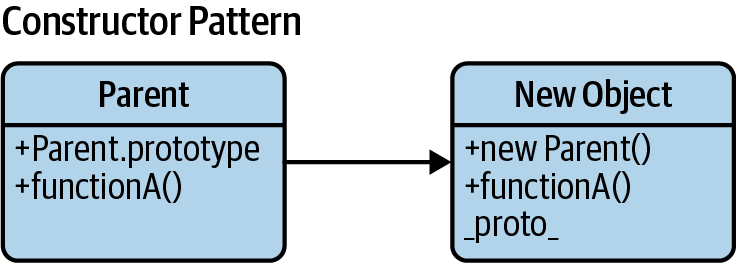 Constructor Pattern
Parent
+Parent.prototype
+functionA()
New Object
+new Parent()
+functionA()
_proto_